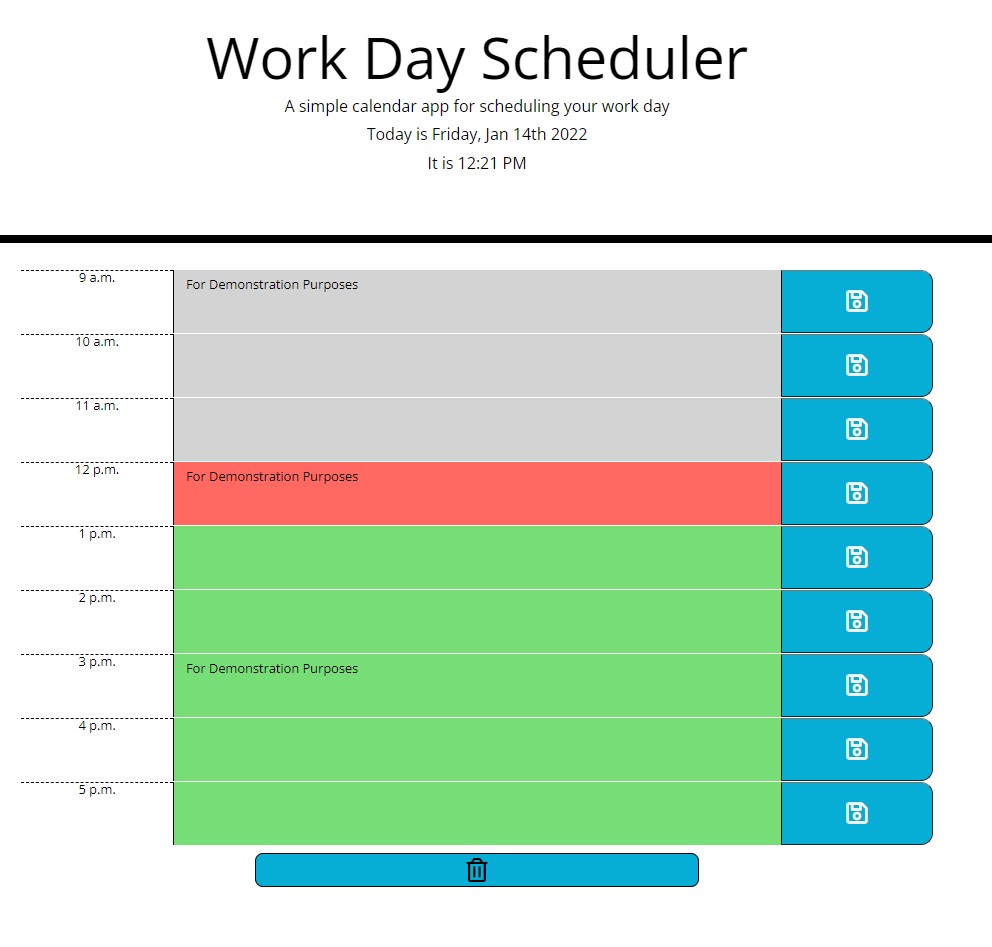 Work Day Scheduler
A simple calendar app for scheduling your work day
Today is Friday, Jan 14th 2022
It is 12:21 PM
9 a.m.
For Demonstration Purposes
10 a.m.
11 a.m.
12 p.m.
For Demonstration Purposes
1 p.m.
2 p.m.
3 p.m.
For Demonstration Purposes
4 p.m.
5 p.m.